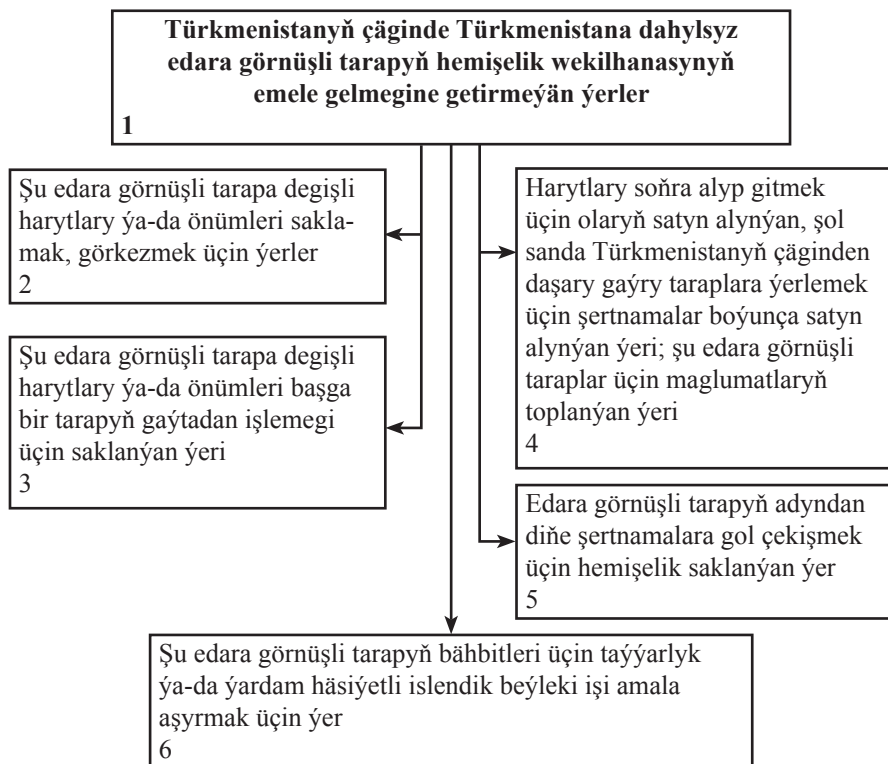 Türkmenistanyň çäginde Türkmenistana dahylsyz
edara görnüşli tarapyň hemişelik wekilhanasynyň
emele gelmegine getirmeýän ýerler
1
Şu edara görnüşli tarapa degişli
harytlary ýa-da önümleri sakla-
mak, görkezmek üçin ýerler
2
Şu edara görnüşli tarapa degişli
harytlary ýa-da önümleri başga
bir tarapyň gaýtadan işlemegi
üçin saklanýan ýeri
3
Harytlary soňra alyp gitmek
üçin olaryň satyn alynýan, şol
sanda Türkmenistanyň çäginden
daşary gaýry taraplara ýerlemek
üçin şertnamalar boýunça satyn
alynýan ýeri; şu edara görnüşli
taraplar üçin maglumatlaryň
toplanýan ýeri
4
Edara görnüşli tarapyň adyndan
diňe şertnamalara gol çekişmek
üçin hemişelik saklanýan ýer
5
Şu edara görnüşli tarapyň bähbitleri üçin taýýarlyk
ýa-da ýardam häsiýetli islendik beýleki işi amala
aşyrmak üçin ýer
6